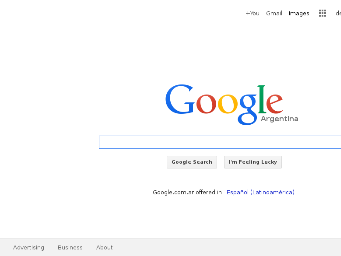 +You Gmail Images
Google
Argentina
Google Search I'm Feeling Lucky
Google.com.ar offered in: Español (Latinoamérica)
Advertising Business About